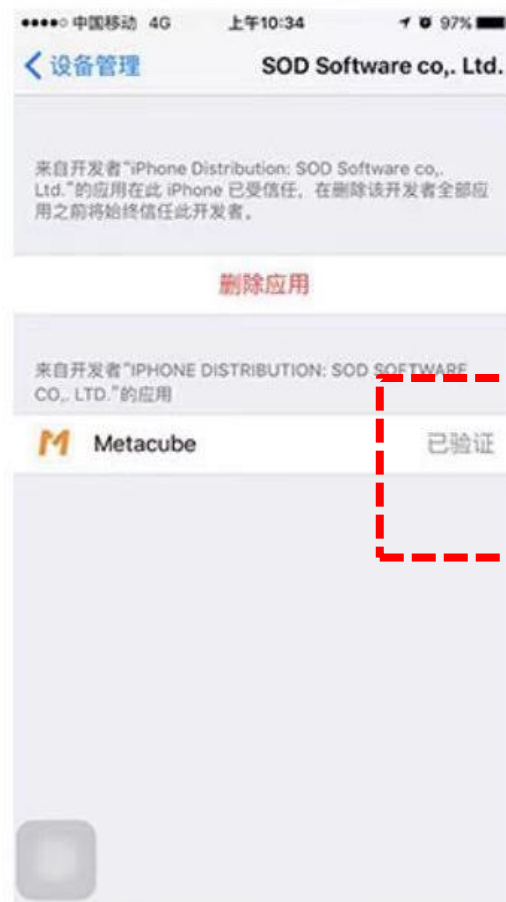 中国移动 4G 上午10:34 97%
设备管理 SOD Software co,. Ltd.
来自开发者“iPhone Distribution: SOD Software co,.
Ltd.”的应用在此 iPhone 已受信任，在删除该开发者全部应
用之前将始终信任此开发者。
删除应用
来自开发者“IPHONE DISTRIBUTION: SOD SOFTWARE
CO,. LTD.”的应用
M Metacube 已验证